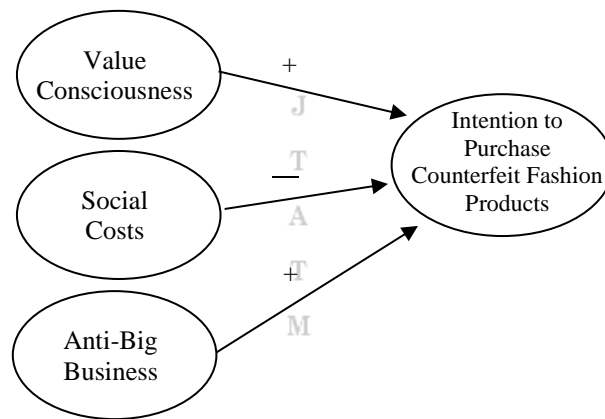 Value
Consciousness
+
Intention to
Purchase
Counterfeit Fashion
Products
Social
Costs
—
+
Anti-Big
Business
J
T
A
T
M